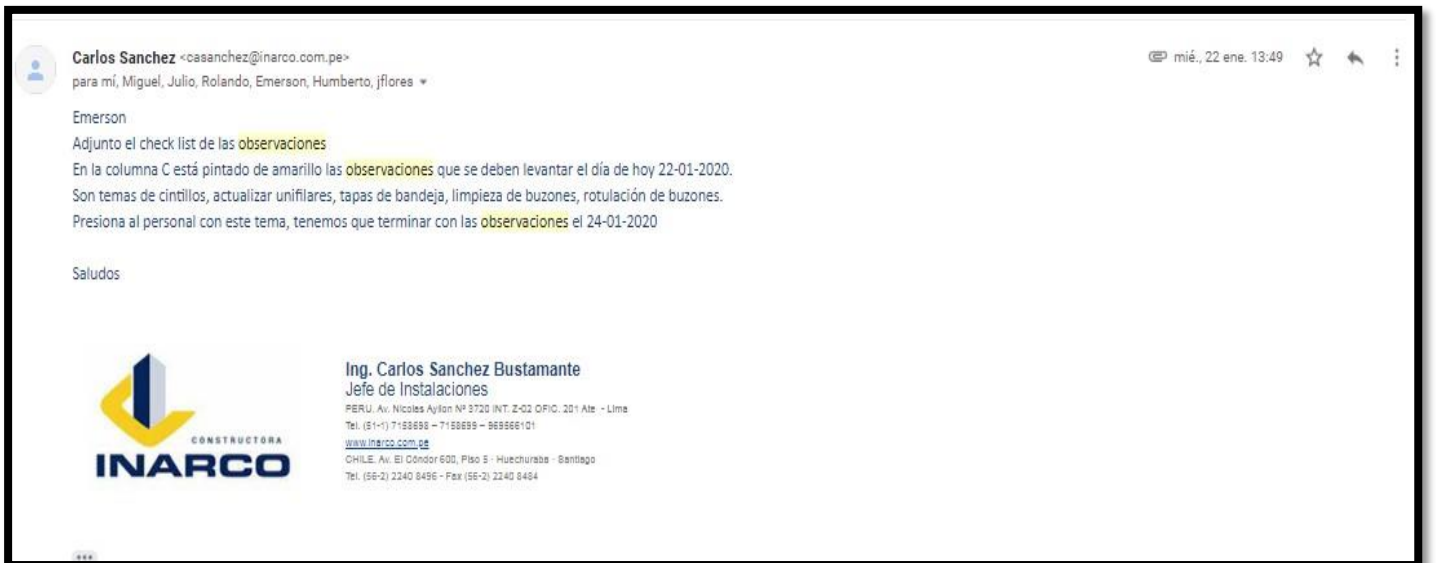 Carlos Sanchez <casanchez@inarco.com.pe>
mié., 22 ene. 13:49
para mí, Miguel, Julio, Rolando, Emerson, Humberto, jflores
Emerson
Adjunto el check list de las observaciones
En la columna C está pintado de amarillo las observaciones que se deben levantar el día de hoy 22-01-2020.
Son temas de cintillos, actualizar unifilares, tapas de bandeja, limpieza de buzones, rotulación de buzones.
Presiona al personal con este tema, tenemos que terminar con las observaciones el 24-01-2020
Saludos
CONSTRUCTORA
INARCO
Ing. Carlos Sanchez Bustamante
Jefe de Instalaciones
PERU. Av. Nicolas Ayllon Nº 3720 INT. Z-02 OFIC. 201 Ate - Lima
Tel. (51-1) 7158698 – 7158699 – 969566101
www.inarco.com.pe
CHILE. Av. El Cóndor 600, Piso 5 - Huechuraba - Santiago
Tel. (56-2) 2240 8496 - Fax (56-2) 2240 8484